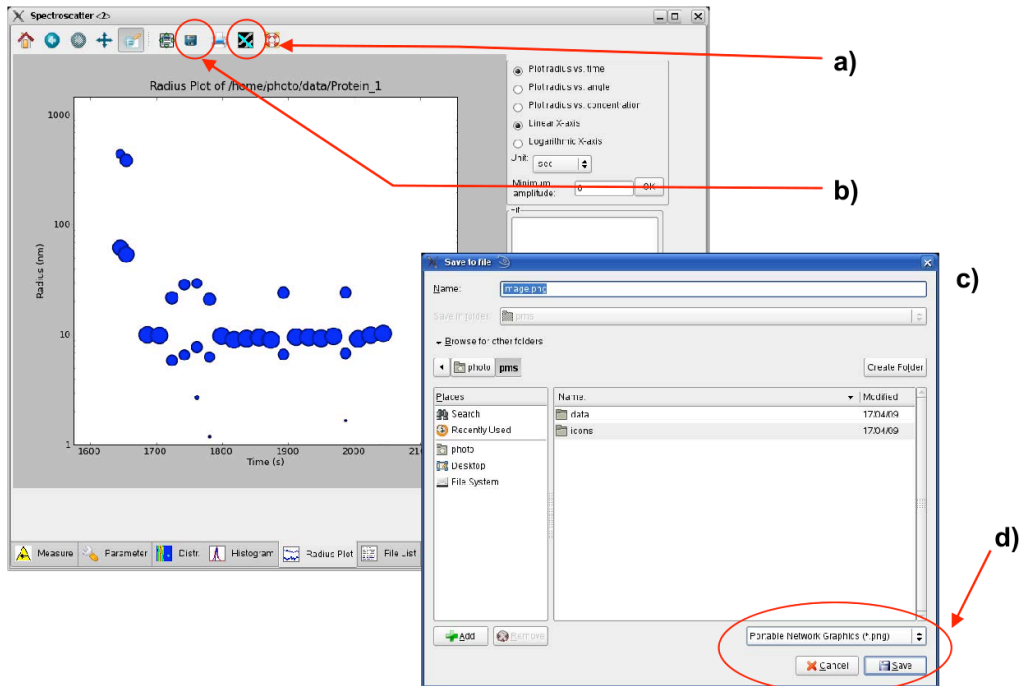 Spectroscatter <2>
a)
Radius Plot of /home/photo/data/Protein_1
Plot radius vs. time
Plot radius vs. angle
Plot radius vs. concentration
Linear X-axis
Logarithmic X-axis
Unit: sec
Minimum amplitude: 0 OK
b)
Fit
1000
100
10
1
Radius (nm)
1600 1700 1800 1900 2000
Time (s)
Measure Parameter Distr. Histogram Radius Plot File List
c)
Save to file
Name: image.png
Save in folder: pms
Browse for other folders
photo pms Create Folder
Places
Search
Recently Used
photo
Desktop
File System
Name Modified
data 17/04/09
icons 17/04/09
d)
Add Remove
Portable Network Graphics (*.png)
Cancel Save